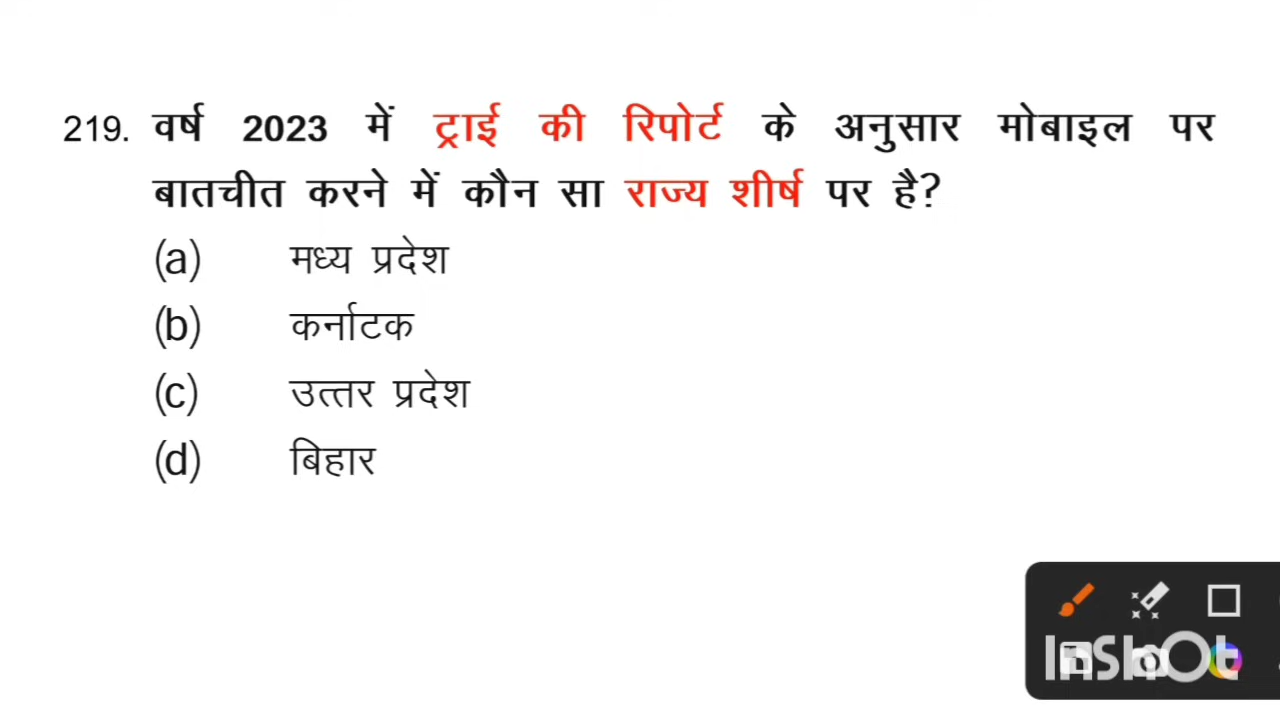 219. वर्ष 2023 में ट्राई की रिपोर्ट के अनुसार मोबाइल पर
बातचीत करने में कौन सा राज्य शीर्ष पर है?
(a) मध्य प्रदेश
(b) कर्नाटक
(c) उत्तर प्रदेश
(d) बिहार
InShOt